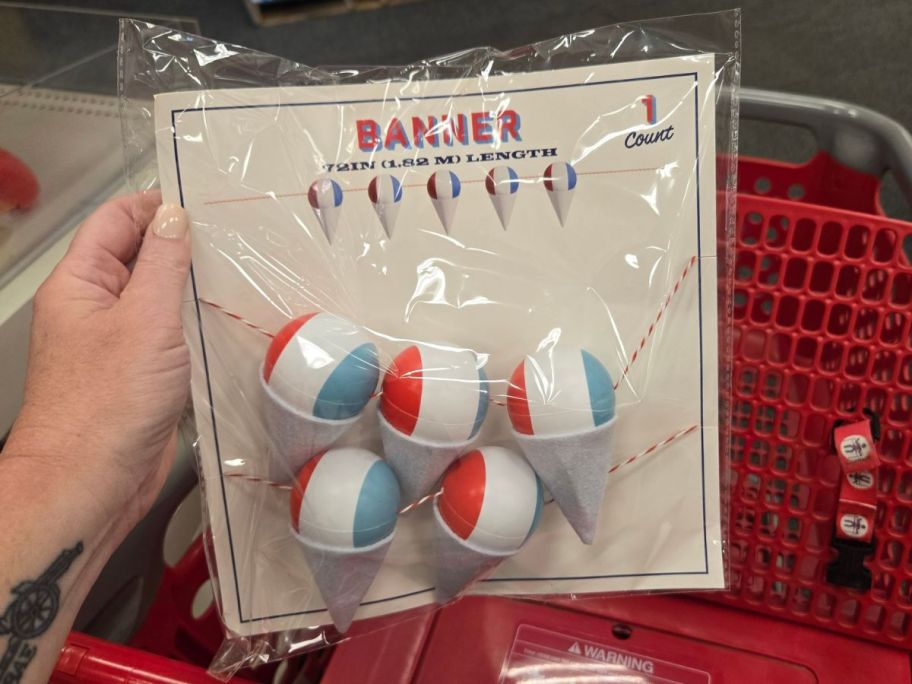 BANNER
72IN (1.82 M) LENGTH
1
Count
WARNING